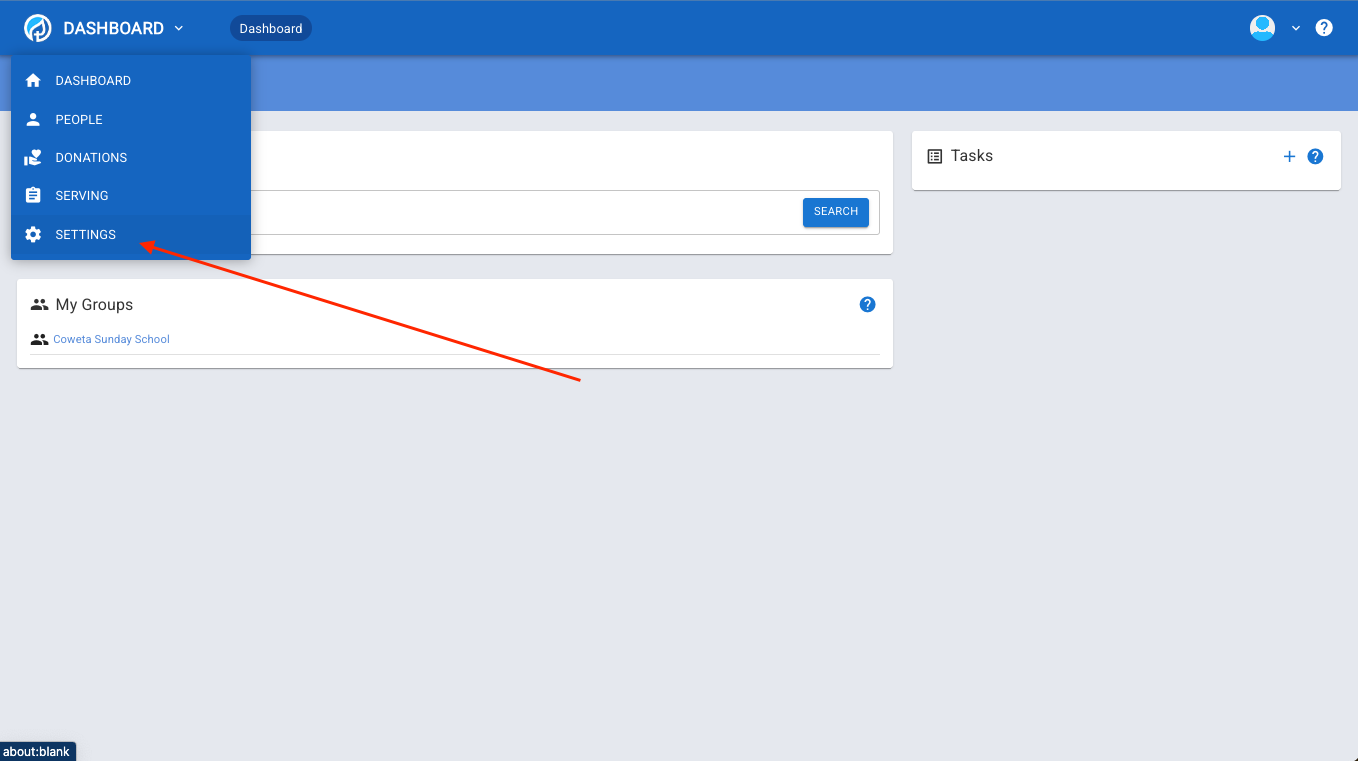 DASHBOARD
Dashboard
DASHBOARD
PEOPLE
DONATIONS
SERVING
SETTINGS
SEARCH
Tasks
My Groups
Coweta Sunday School
about:blank